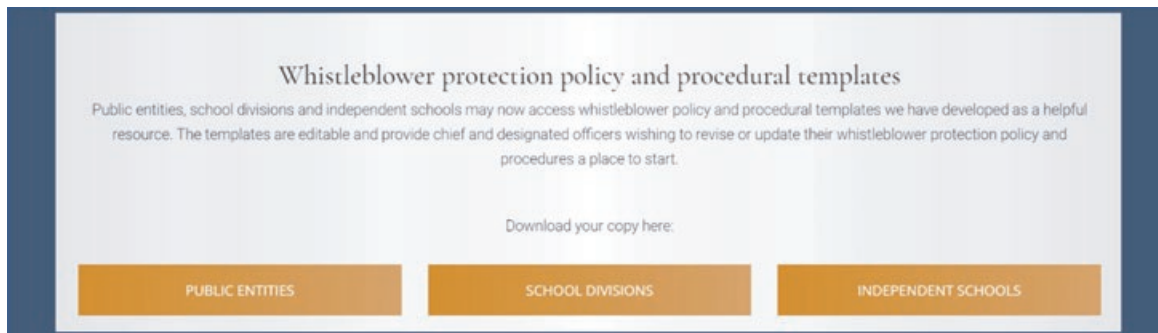 Whistleblower protection policy and procedural templates
Public entities, school divisions and independent schools may now access whistleblower policy and procedural templates we have developed as a helpful
resource. The templates are editable and provide chief and designated officers wishing to revise or update their whistleblower protection policy and
procedures a place to start.
Download your copy here:
PUBLIC ENTITIES
SCHOOL DIVISIONS
INDEPENDENT SCHOOLS